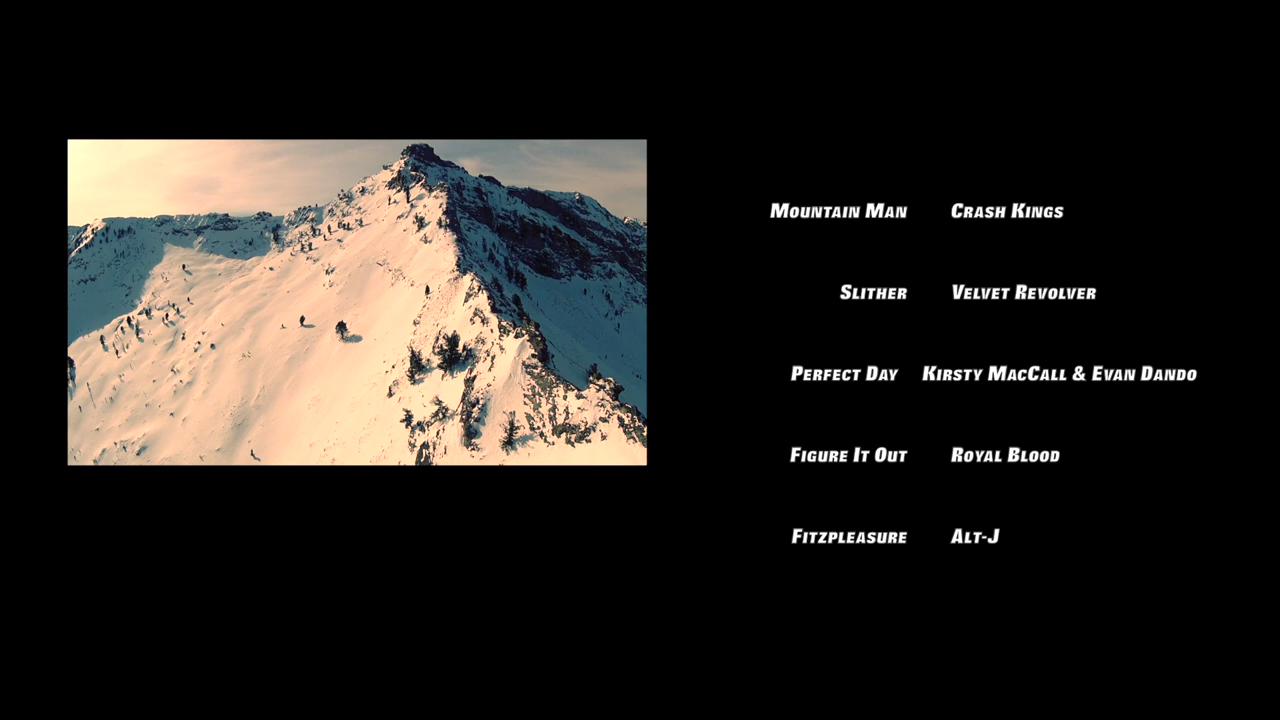 Mountain Man Crash Kings
Slither Velvet Revolver
Perfect Day Kirsty MacCall & Evan Dando
Figure It Out Royal Blood
Fitzpleasure Alt-J